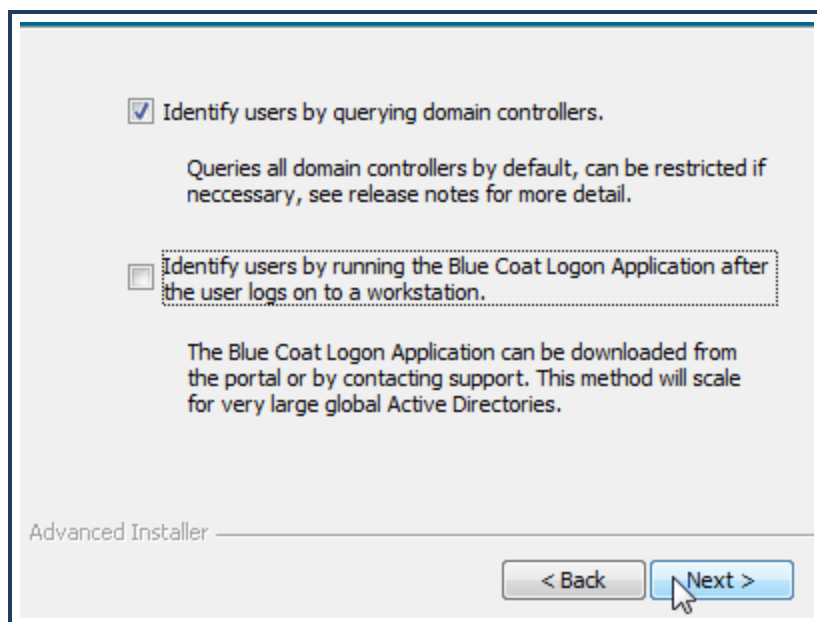 Identify users by querying domain controllers.
Queries all domain controllers by default, can be restricted if
neccessary, see release notes for more detail.
Identify users by running the Blue Coat Logon Application after
the user logs on to a workstation.
The Blue Coat Logon Application can be downloaded from
the portal or by contacting support. This method will scale
for very large global Active Directories.
Advanced Installer
< Back Next >